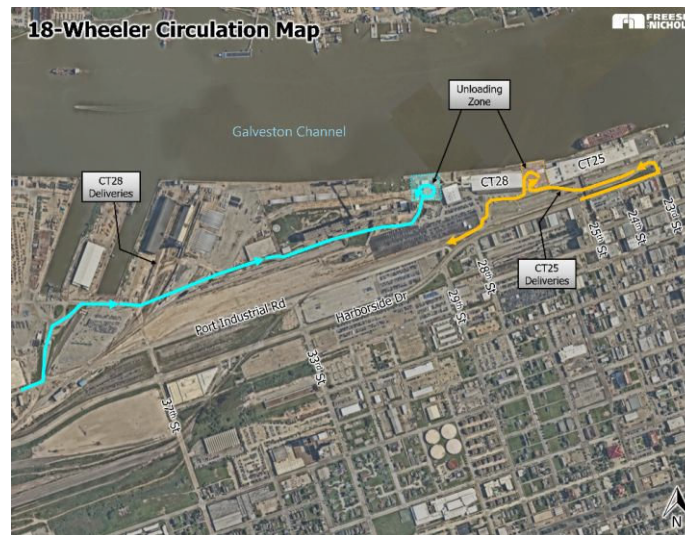 18-Wheeler Circulation Map
FREESE
NICHOL
Unloading
Zone
Galveston Channel
CT28
Deliveries
CT28
CT25
23rd St
24th St
25th St
CT25
Deliveries
28th St
29th St
Harborside Dr
Port Industrial Rd
33rd St
37th St
N